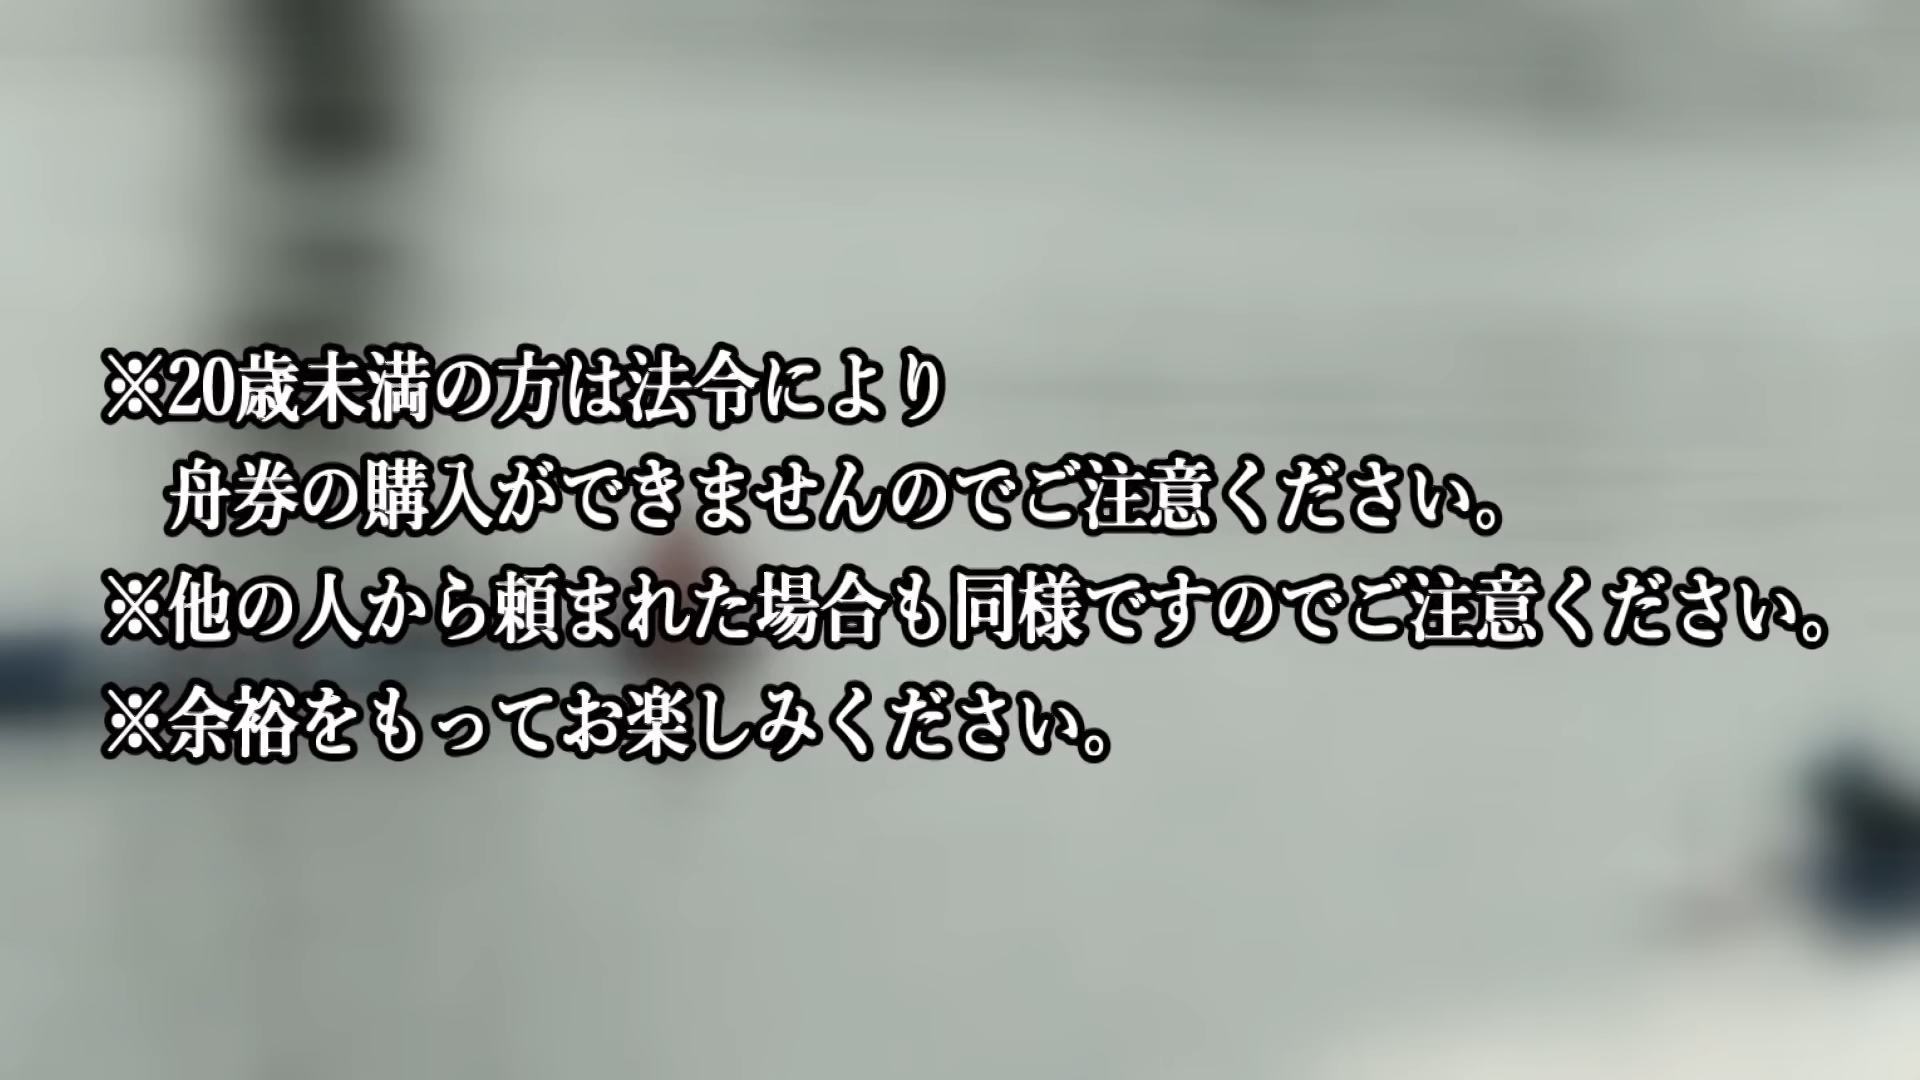 ※20歳未満の方は法令により
舟券の購入ができませんのでご注意ください。
※他の人から頼まれた場合も同様ですのでご注意ください。
※余裕をもってお楽しみください。